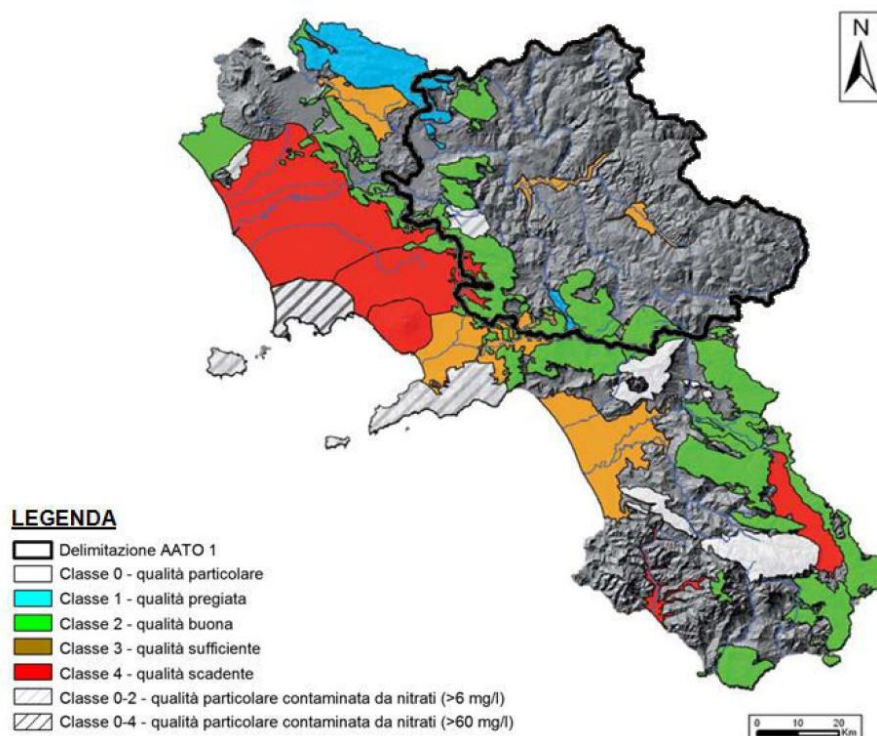 N
LEGENDA
Delimitazione AATO 1
Classe 0 - qualità particolare
Classe 1 - qualità pregiata
Classe 2 - qualità buona
Classe 3 - qualità sufficiente
Classe 4 - qualità scadente
Classe 0-2 - qualità particolare contaminata da nitrati (>6 mg/l)
Classe 0-4 - qualità particolare contaminata da nitrati (>60 mg/l)
0 10 20
Km